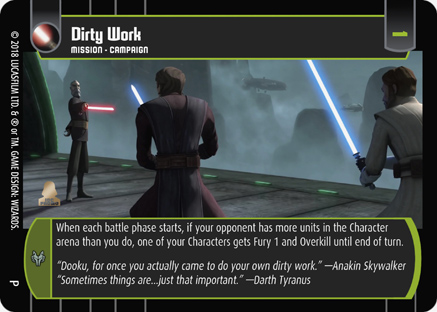 Dirty Work
MISSION - CAMPAIGN
1
© 2018 LUCASFILM LTD. & ® or TM. GAME DESIGN: WIZARDS.
When each battle phase starts, if your opponent has more units in the Character
arena than you do, one of your Characters gets Fury 1 and Overkill until end of turn.
“Dooku, for once you actually came to do your own dirty work.” —Anakin Skywalker
“Sometimes things are...just that important.” —Darth Tyranus
P